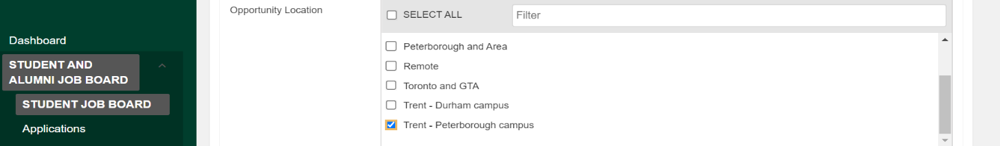 Opportunity Location
SELECT ALL
Filter
Dashboard
STUDENT AND
ALUMNI JOB BOARD
STUDENT JOB BOARD
Applications
Peterborough and Area
Remote
Toronto and GTA
Trent - Durham campus
Trent - Peterborough campus